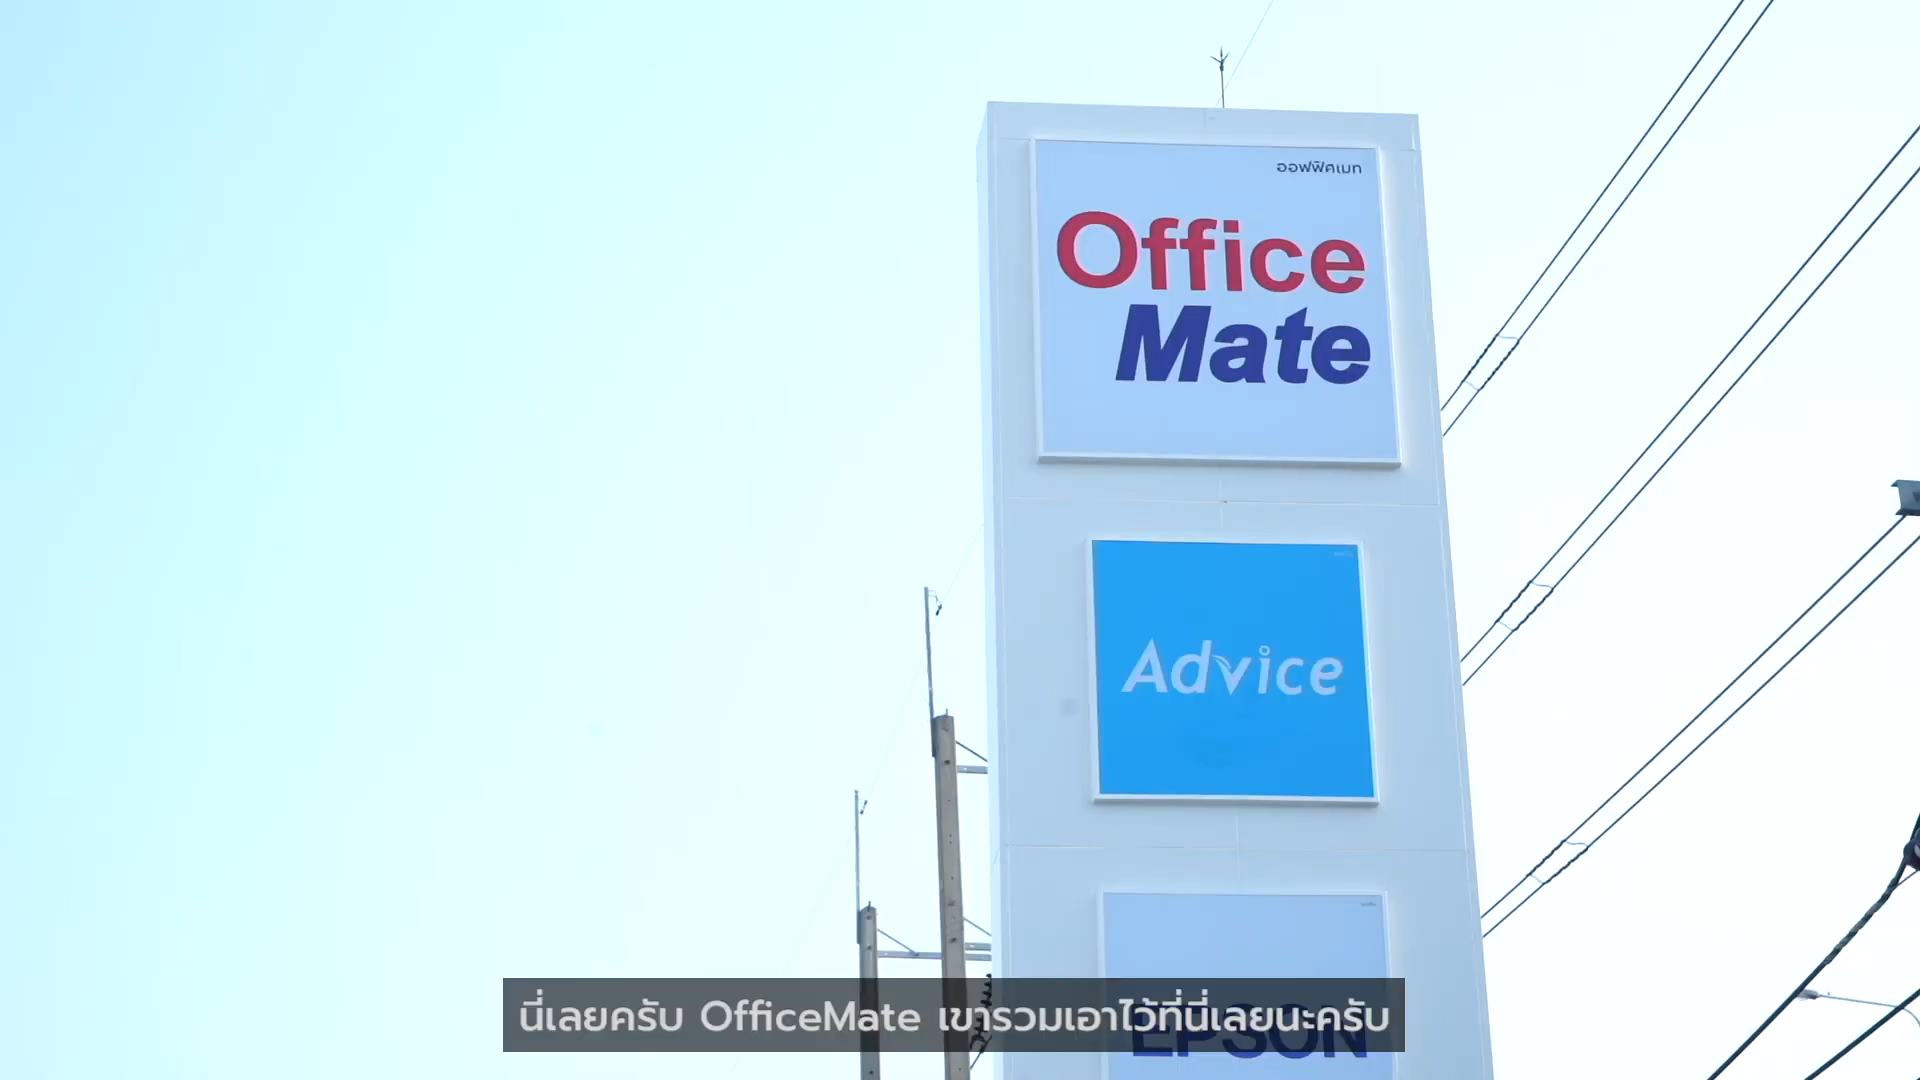 ออฟฟิศเมท
Office
Mate
Advice
EPSON
นี่เลยครับ OfficeMate เขารวมเอาไว้ที่นี่เลยนะครับ